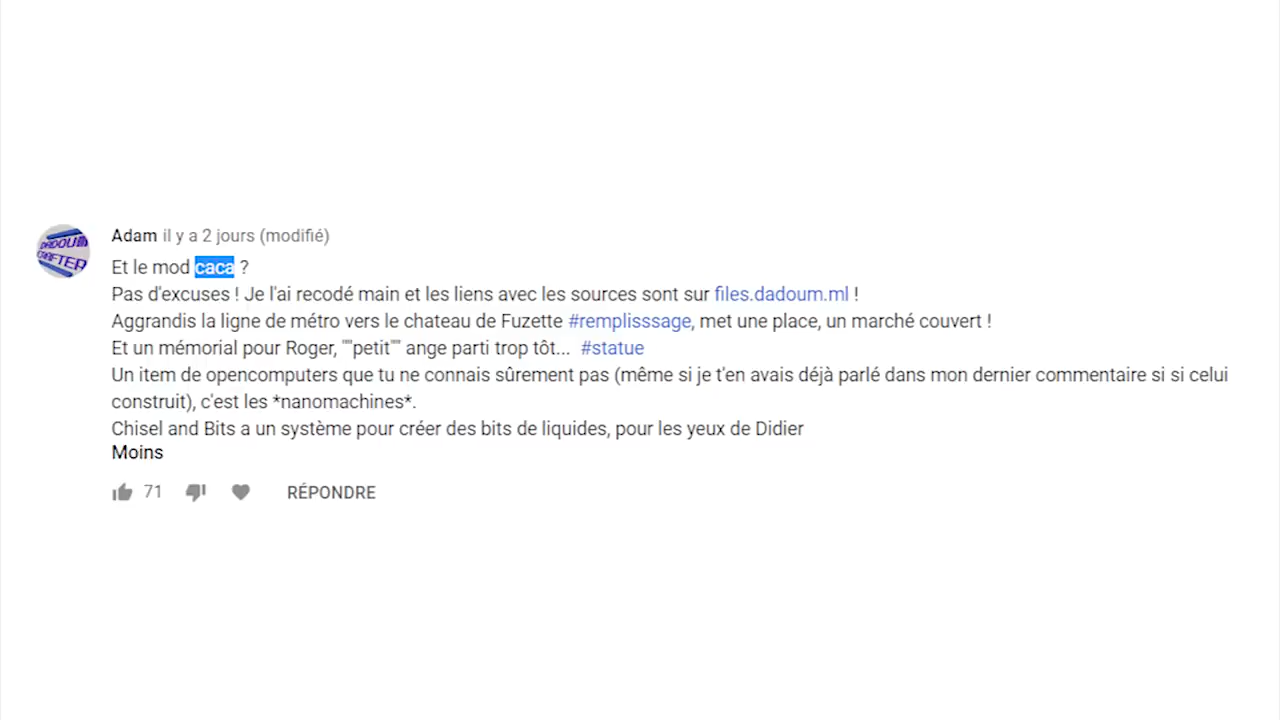 DADOUM
CRAFTER
Adam il y a 2 jours (modifié)
Et le mod caca ?
Pas d'excuses ! Je l'ai recodé main et les liens avec les sources sont sur files.dadoum.ml !
Aggrandis la ligne de métro vers le chateau de Fuzette #remplisssage, met une place, un marché couvert !
Et un mémorial pour Roger, ""petit"" ange parti trop tôt... #statue
Un item de opencomputers que tu ne connais sûrement pas (même si je t'en avais déjà parlé dans mon dernier commentaire si si celui
construit), c'est les *nanomachines*.
Chisel and Bits a un système pour créer des bits de liquides, pour les yeux de Didier
Moins
71 RÉPONDRE